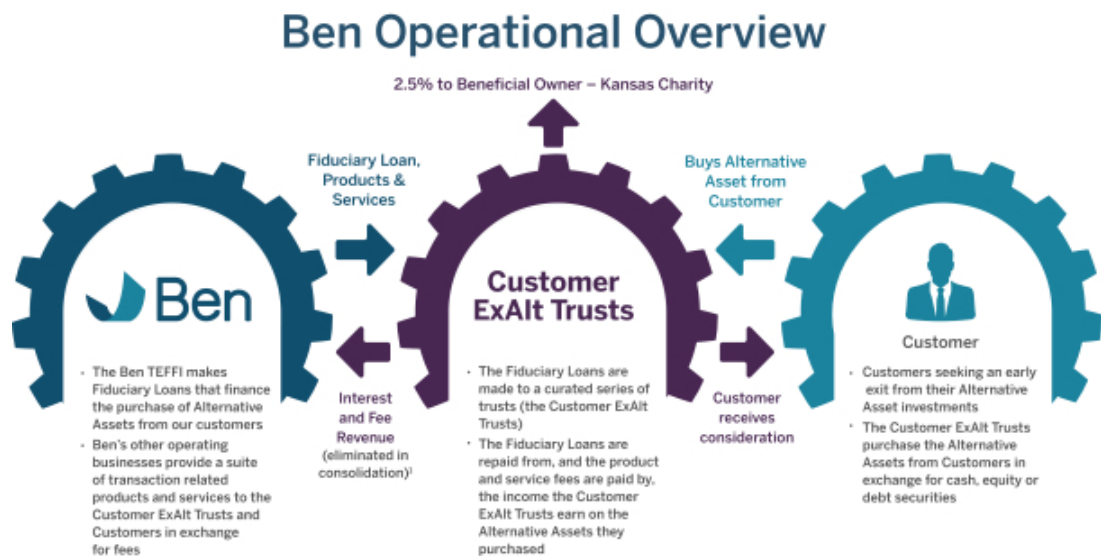 Ben Operational Overview
2.5% to Beneficial Owner – Kansas Charity
Fiduciary Loan,
Products &
Services
Buys Alternative
Asset from
Customer
Ben
Customer
ExAlt Trusts
Customer
· The Ben TEFFI makes
Fiduciary Loans that finance
the purchase of Alternative
Assets from our customers
· Ben's other operating
businesses provide a suite
of transaction related
products and services to the
Customer ExAlt Trusts and
Customers in exchange
for fees
Interest
and Fee
Revenue
(eliminated in
consolidation)¹
· The Fiduciary Loans are
made to a curated series of
trusts (the Customer ExAlt
Trusts)
· The Fiduciary Loans are
repaid from, and the product
and service fees are paid by,
the income the Customer
ExAlt Trusts earn on the
Alternative Assets they
purchased
Customer
receives
consideration
· Customers seeking an early
exit from their Alternative
Asset investments
· The Customer ExAlt Trusts
purchase the Alternative
Assets from Customers in
exchange for cash, equity or
debt securities